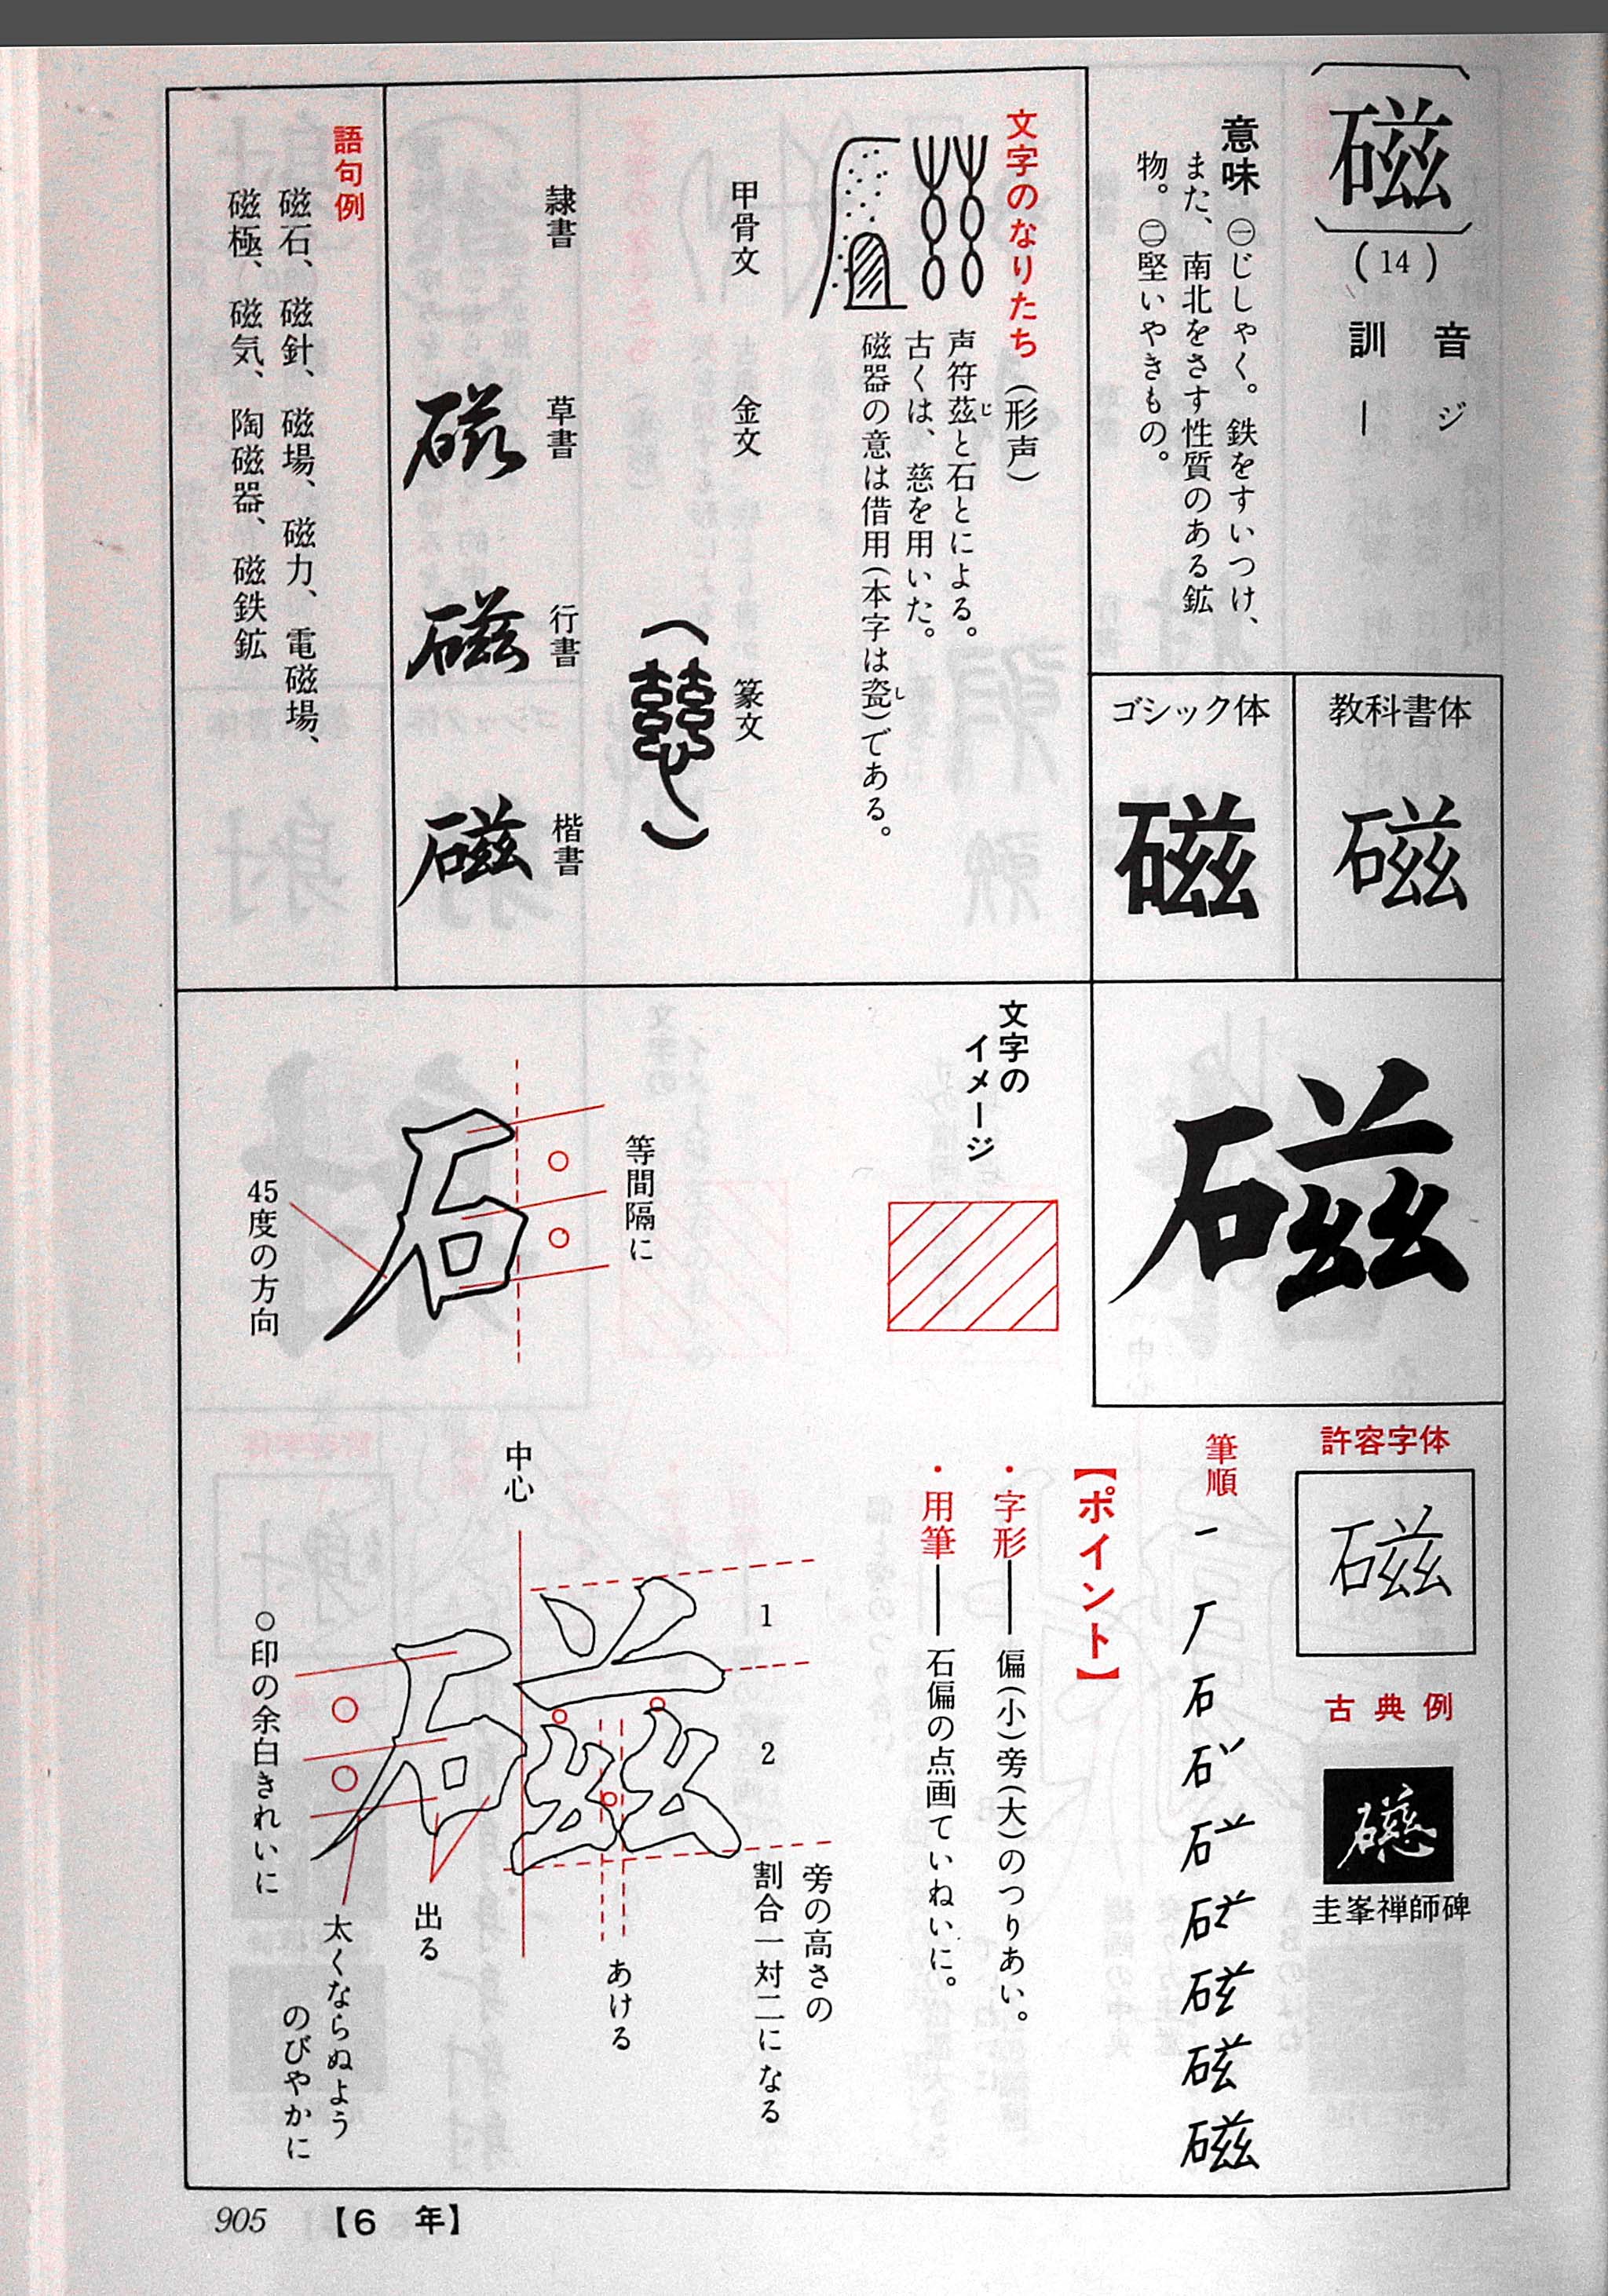 磁
(14)
音 ジ
訓 ―
意味 ㊀じしゃく。鉄をすいつけ、
また、南北をさす性質のある鉱
物。㊁堅いやきもの。
教科書体
磁
ゴシック体
磁
文字のなりたち(形声)
声符茲と石とによる。
じ
古くは、慈を用いた。
磁器の意は借用(本字は瓷)である。
し
甲骨文
金文
篆文
隷書
草書
磁
行書
磁
楷書
磁
語句例
磁石、磁針、磁場、磁力、電磁場、
磁極、磁気、陶磁器、磁鉄鉱
磁
文字の
イメージ
等間隔に
45度の方向
許容字体
磁
古典例
圭峯禅師碑
筆順
一 厂 石
磁
【ポイント】
・字形――偏(小)旁(大)のつりあい。
・用筆――石偏の点画ていねいに。
中心
1
2
旁の高さの
割合一対二になる
あける
出る
太くならぬよう
のびやかに
○印の余白きれいに
905 【6 年】